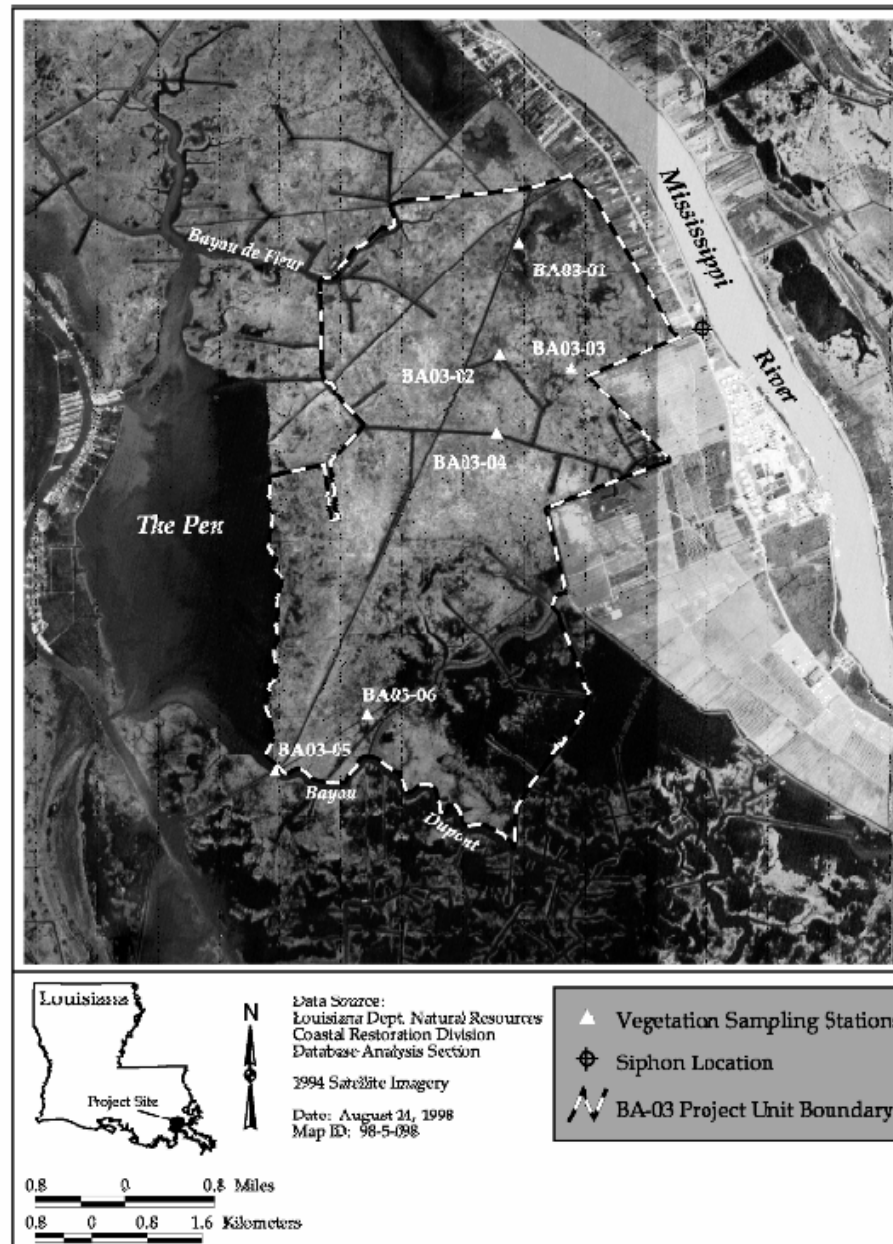 Mississippi
River
Bayou de Fleur
BA03-01
BA03-03
BA03-02
BA03-04
The Pen
BA03-06
BA03-05
Bayou
Dupont
Louisiana
Project Site
N
Data Source:
Louisiana Dept. Natural Resources
Coastal Restoration Division
Database Analysis Section
1994 Satellite Imagery
Date: August 24, 1998
Map ID: 98-5-098
Vegetation Sampling Stations
Siphon Location
BA-03 Project Unit Boundary
0.8 0 0.8 Miles
0.8 0 0.8 1.6 Kilometers